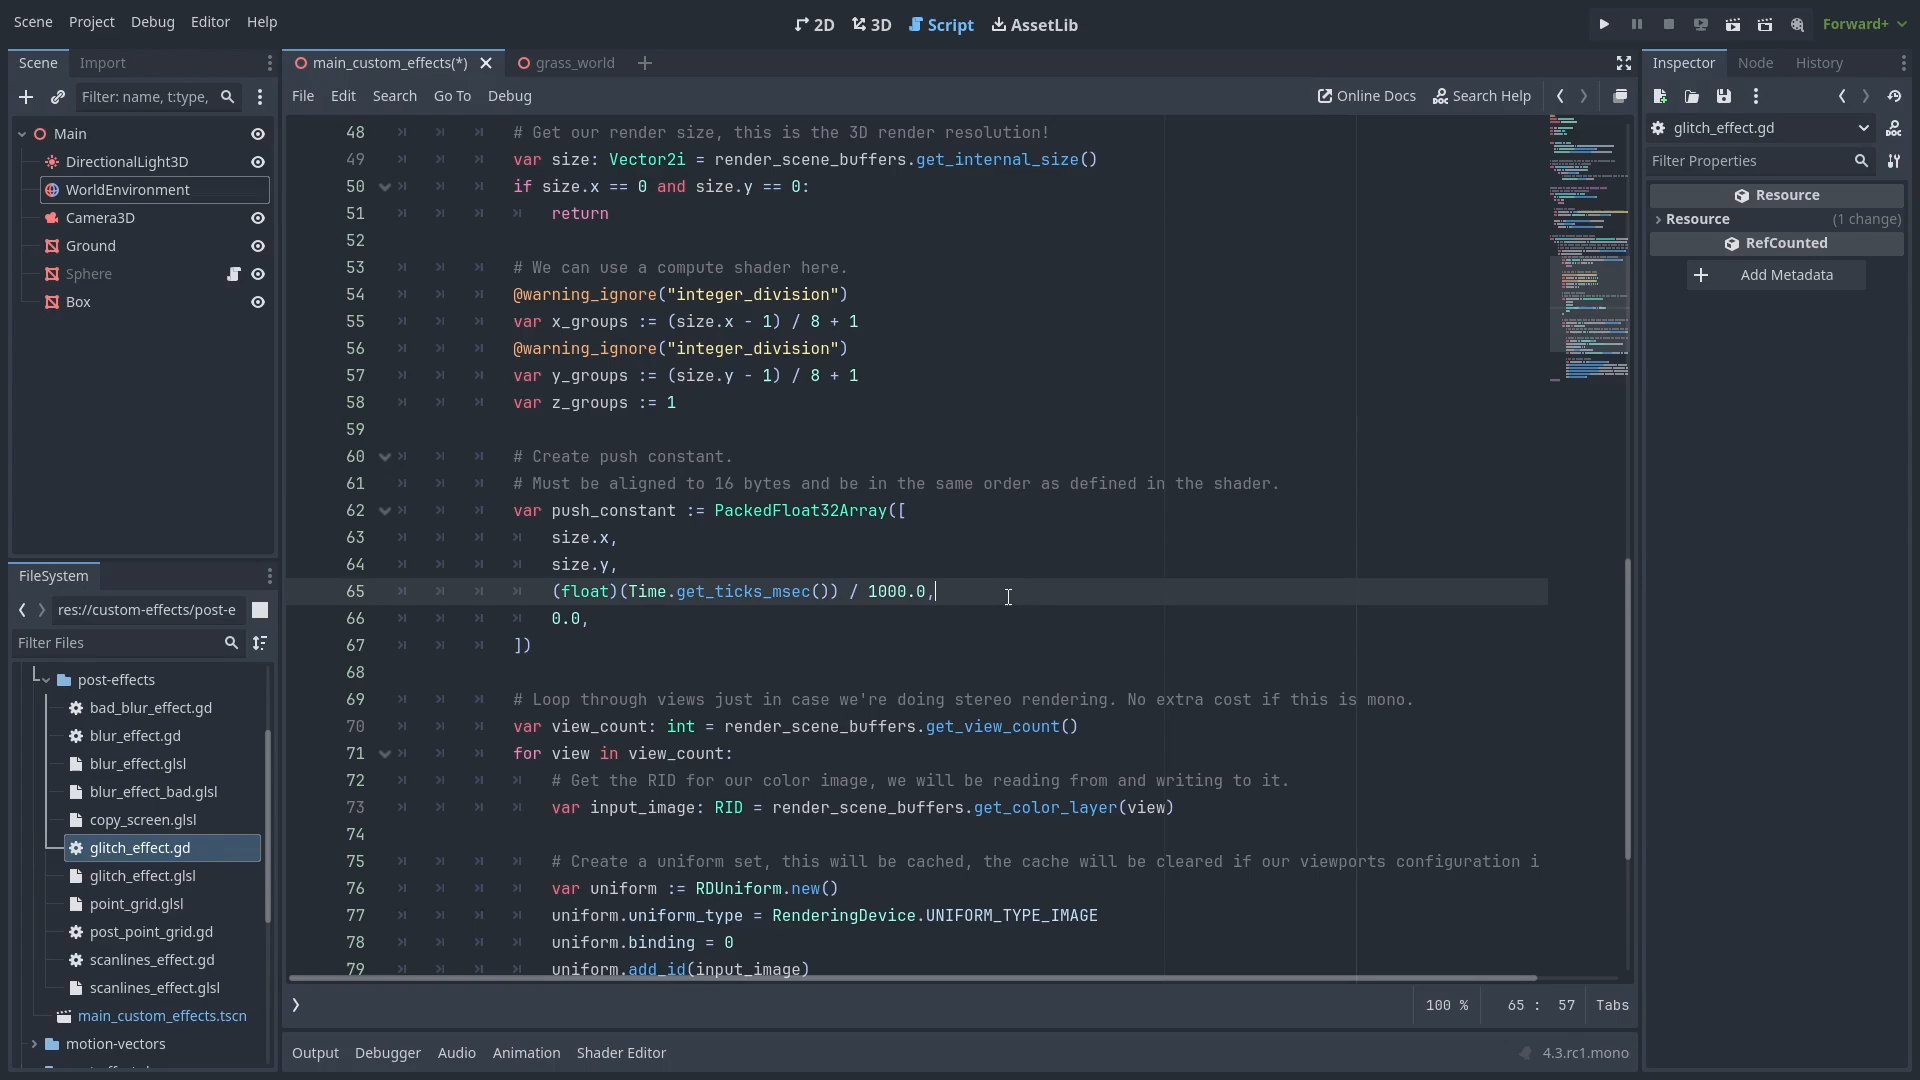 Scene Project Debug Editor Help
2D 3D Script AssetLib
Forward+
Scene Import
main_custom_effects(*)
grass_world
Inspector Node History
Filter: name, t:type,
File Edit Search Go To Debug
Online Docs Search Help
glitch_effect.gd
Filter Properties
Resource
Resource (1 change)
RefCounted
Add Metadata
Main
DirectionalLight3D
WorldEnvironment
Camera3D
Ground
Sphere
Box
48 # Get our render size, this is the 3D render resolution!
49 var size: Vector2i = render_scene_buffers.get_internal_size()
50 if size.x == 0 and size.y == 0:
51 return
52
53 # We can use a compute shader here.
54 @warning_ignore("integer_division")
55 var x_groups := (size.x - 1) / 8 + 1
56 @warning_ignore("integer_division")
57 var y_groups := (size.y - 1) / 8 + 1
58 var z_groups := 1
59
60 # Create push constant.
61 # Must be aligned to 16 bytes and be in the same order as defined in the shader.
62 var push_constant := PackedFloat32Array([
63 size.x,
64 size.y,
65 (float)(Time.get_ticks_msec()) / 1000.0,
66 0.0,
67 ])
68
69 # Loop through views just in case we're doing stereo rendering. No extra cost if this is mono.
70 var view_count: int = render_scene_buffers.get_view_count()
71 for view in view_count:
72 # Get the RID for our color image, we will be reading from and writing to it.
73 var input_image: RID = render_scene_buffers.get_color_layer(view)
74
75 # Create a uniform set, this will be cached, the cache will be cleared if our viewports configuration i
76 var uniform := RDUniform.new()
77 uniform.uniform_type = RenderingDevice.UNIFORM_TYPE_IMAGE
78 uniform.binding = 0
79 uniform.add_id(input_image)
FileSystem
res://custom-effects/post-e
Filter Files
post-effects
bad_blur_effect.gd
blur_effect.gd
blur_effect.glsl
blur_effect_bad.glsl
copy_screen.glsl
glitch_effect.gd
glitch_effect.glsl
point_grid.glsl
post_point_grid.gd
scanlines_effect.gd
scanlines_effect.glsl
main_custom_effects.tscn
motion-vectors
100 % 65 : 57 Tabs
Output Debugger Audio Animation Shader Editor
4.3.rc1.mono